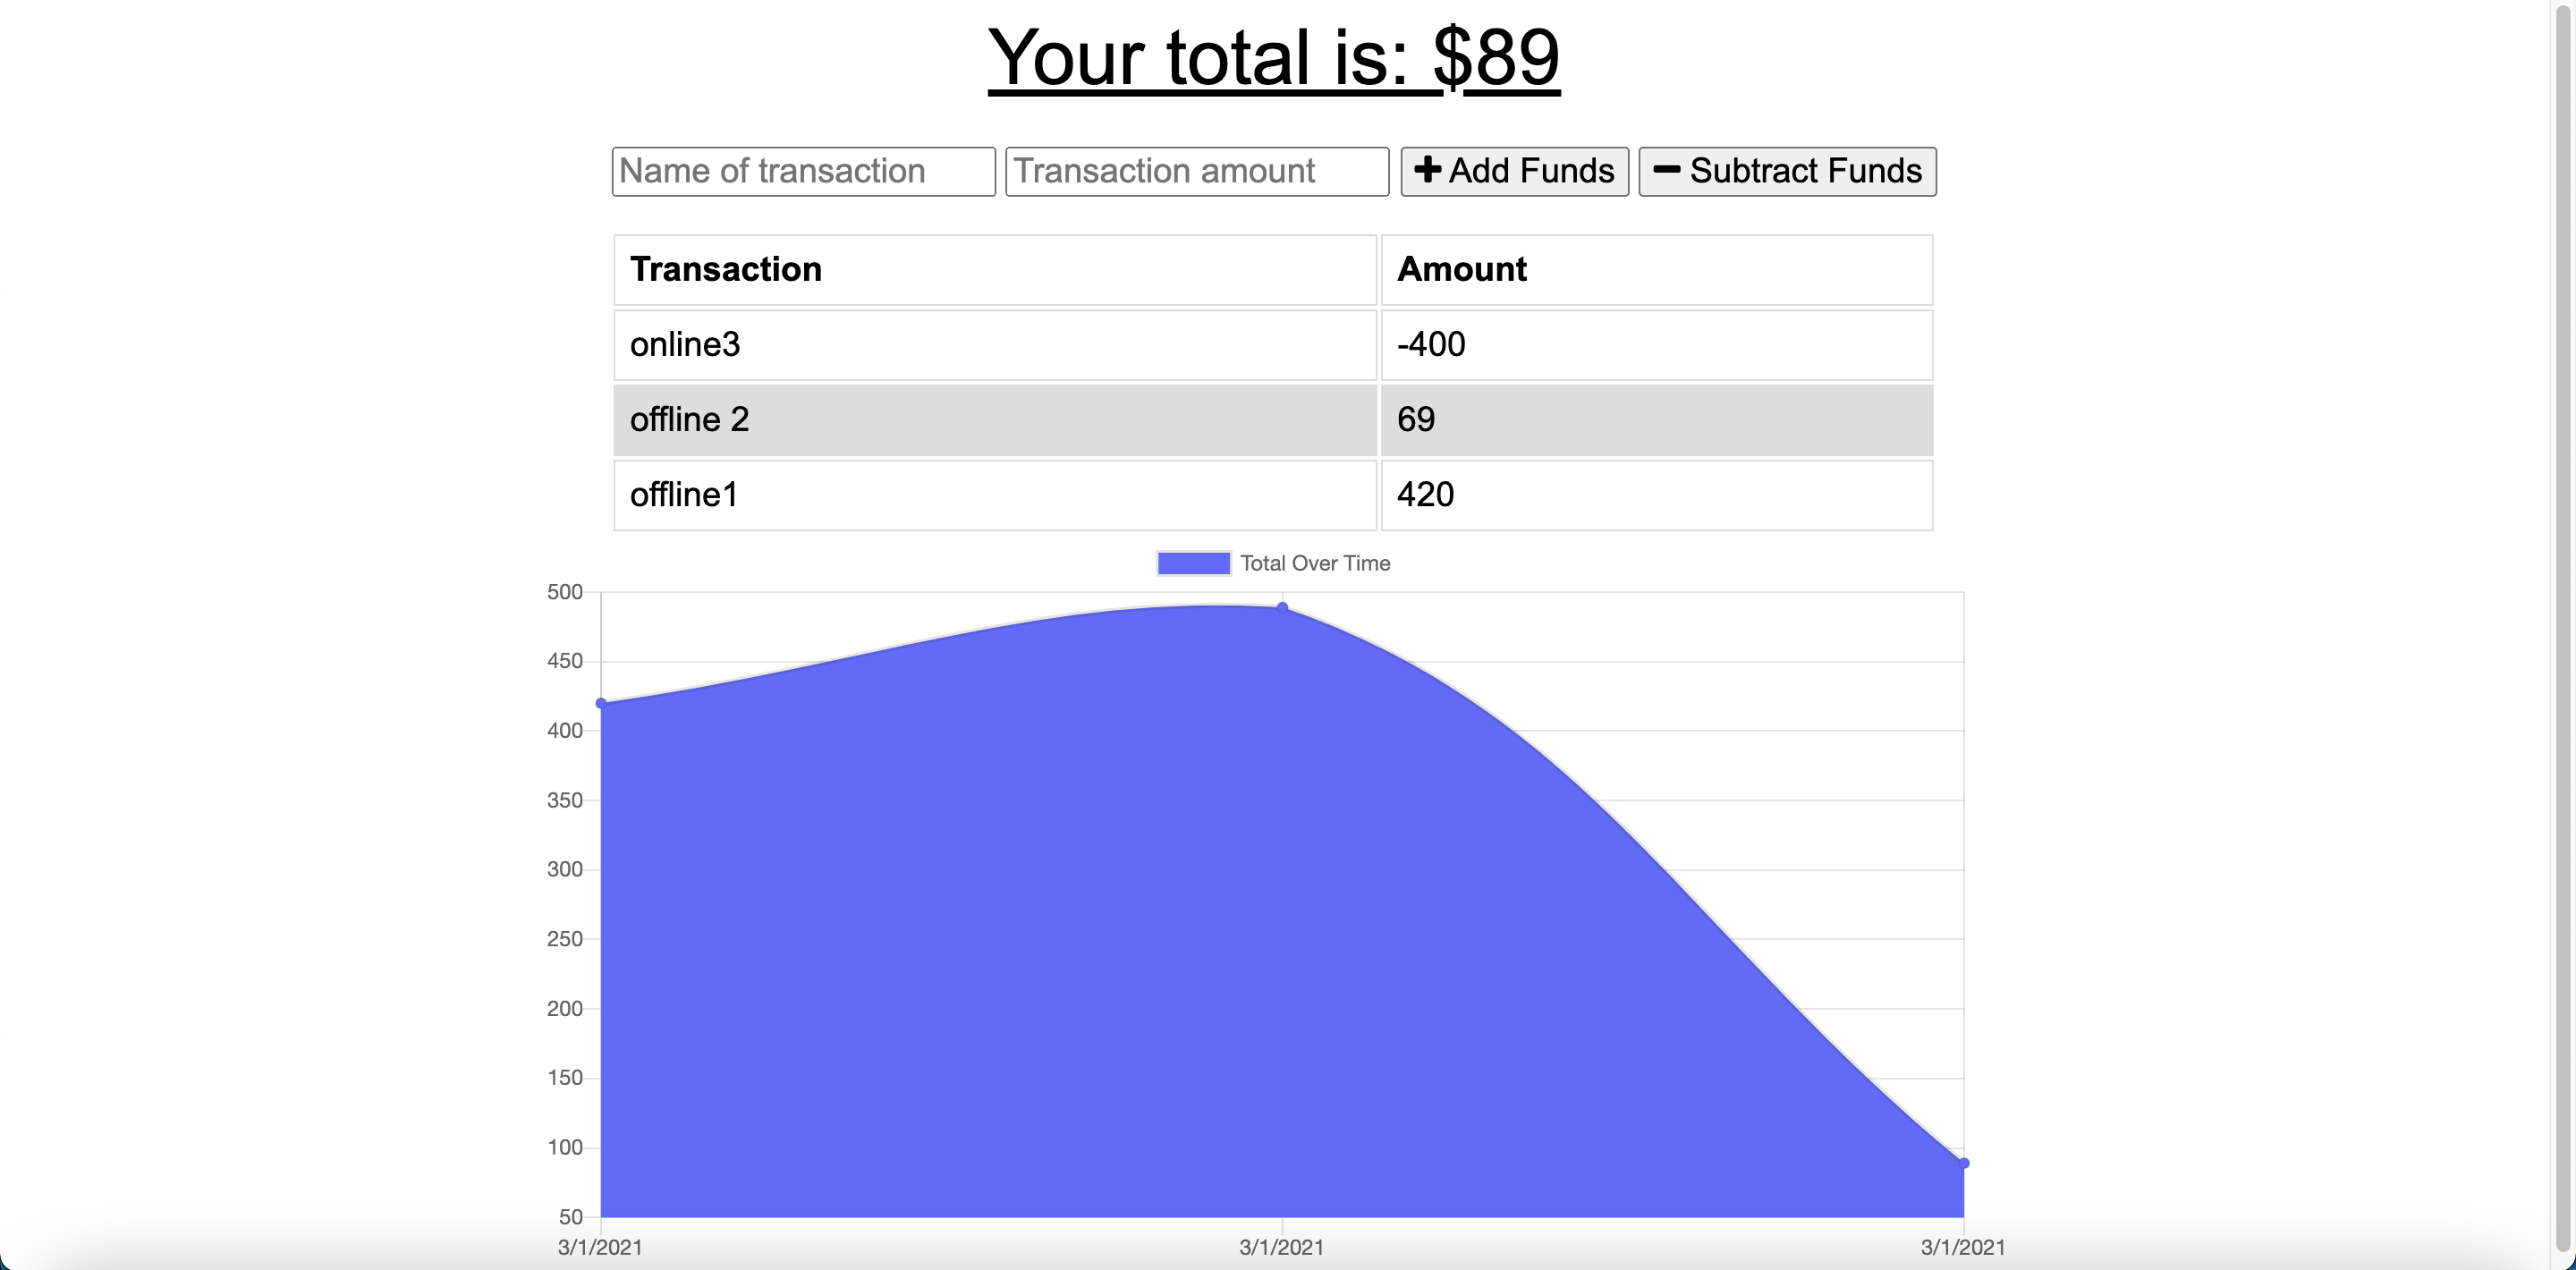 Your total is: $89
Name of transaction Transaction amount Add Funds Subtract Funds
Transaction Amount
online3 -400
offline 2 69
offline1 420
Total Over Time
500
450
400
350
300
250
200
150
100
50
3/1/2021 3/1/2021 3/1/2021